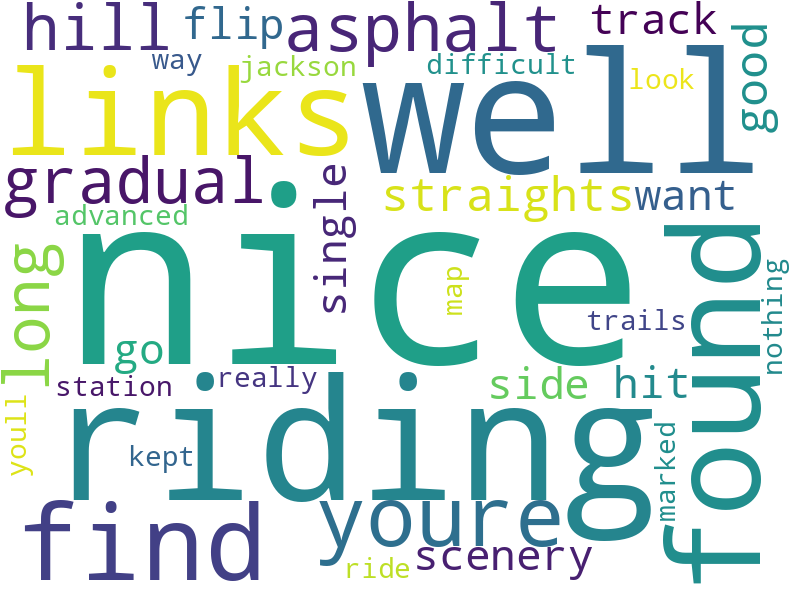 hill
flip
asphalt
track
way
jackson
difficult
look
good
links
well
gradual
single
straights
want
advanced
nice
long
map
found
nothing
trails
go
station
really
side
hit
riding
youll
kept
marked
find
youre
scenery
ride